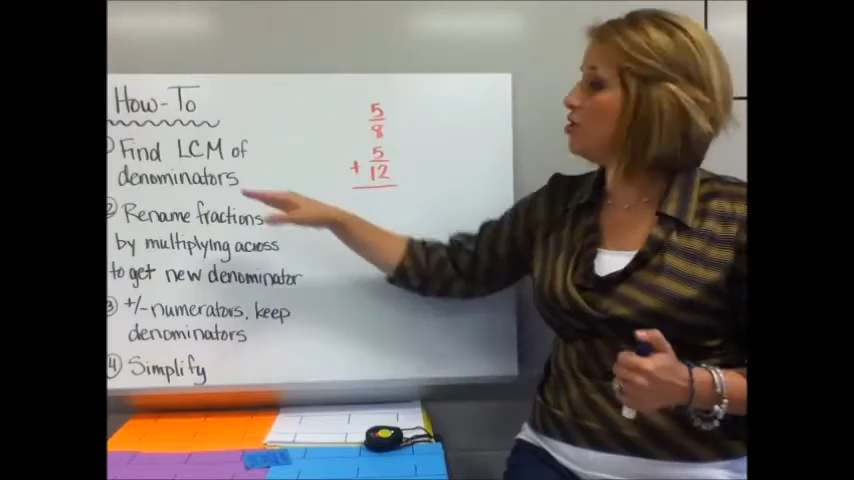 How-To
1 Find LCM of
denominators
2 Rename fractions
by multiplying across
to get new denominator
3 +/- numerators, keep
denominators
4 Simplify
5
8
5
+ 12